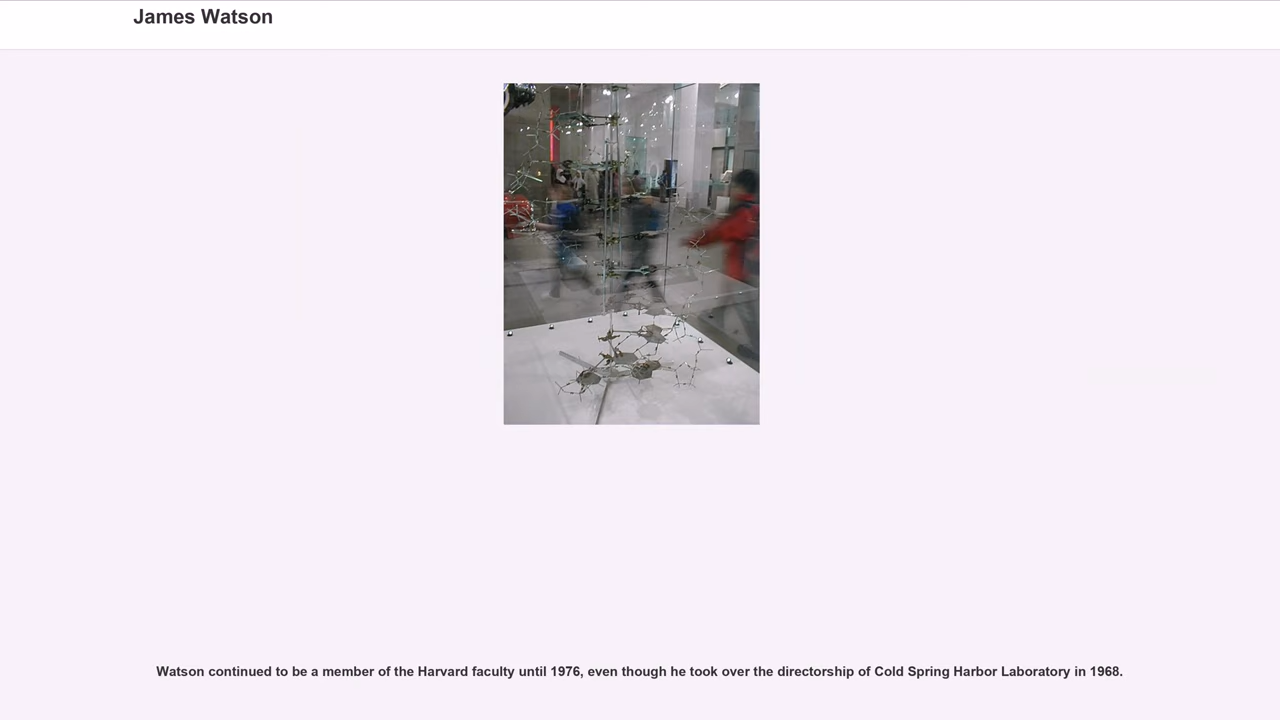 James Watson
Watson continued to be a member of the Harvard faculty until 1976, even though he took over the directorship of Cold Spring Harbor Laboratory in 1968.